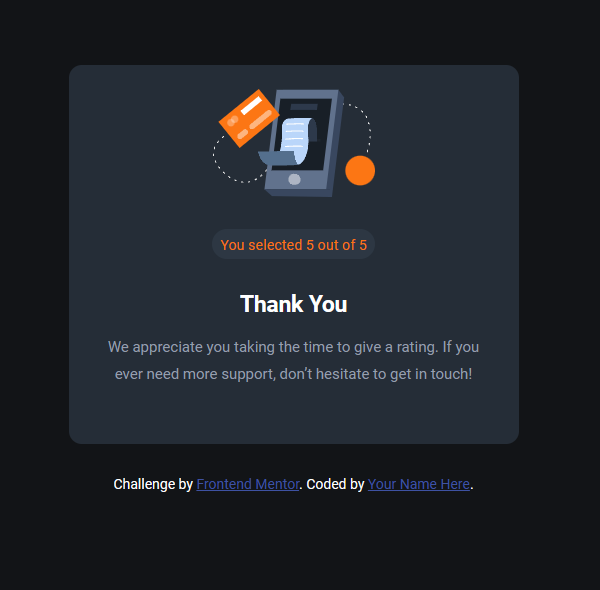 You selected 5 out of 5
Thank You
We appreciate you taking the time to give a rating. If you
ever need more support, don’t hesitate to get in touch!
Challenge by Frontend Mentor. Coded by Your Name Here.